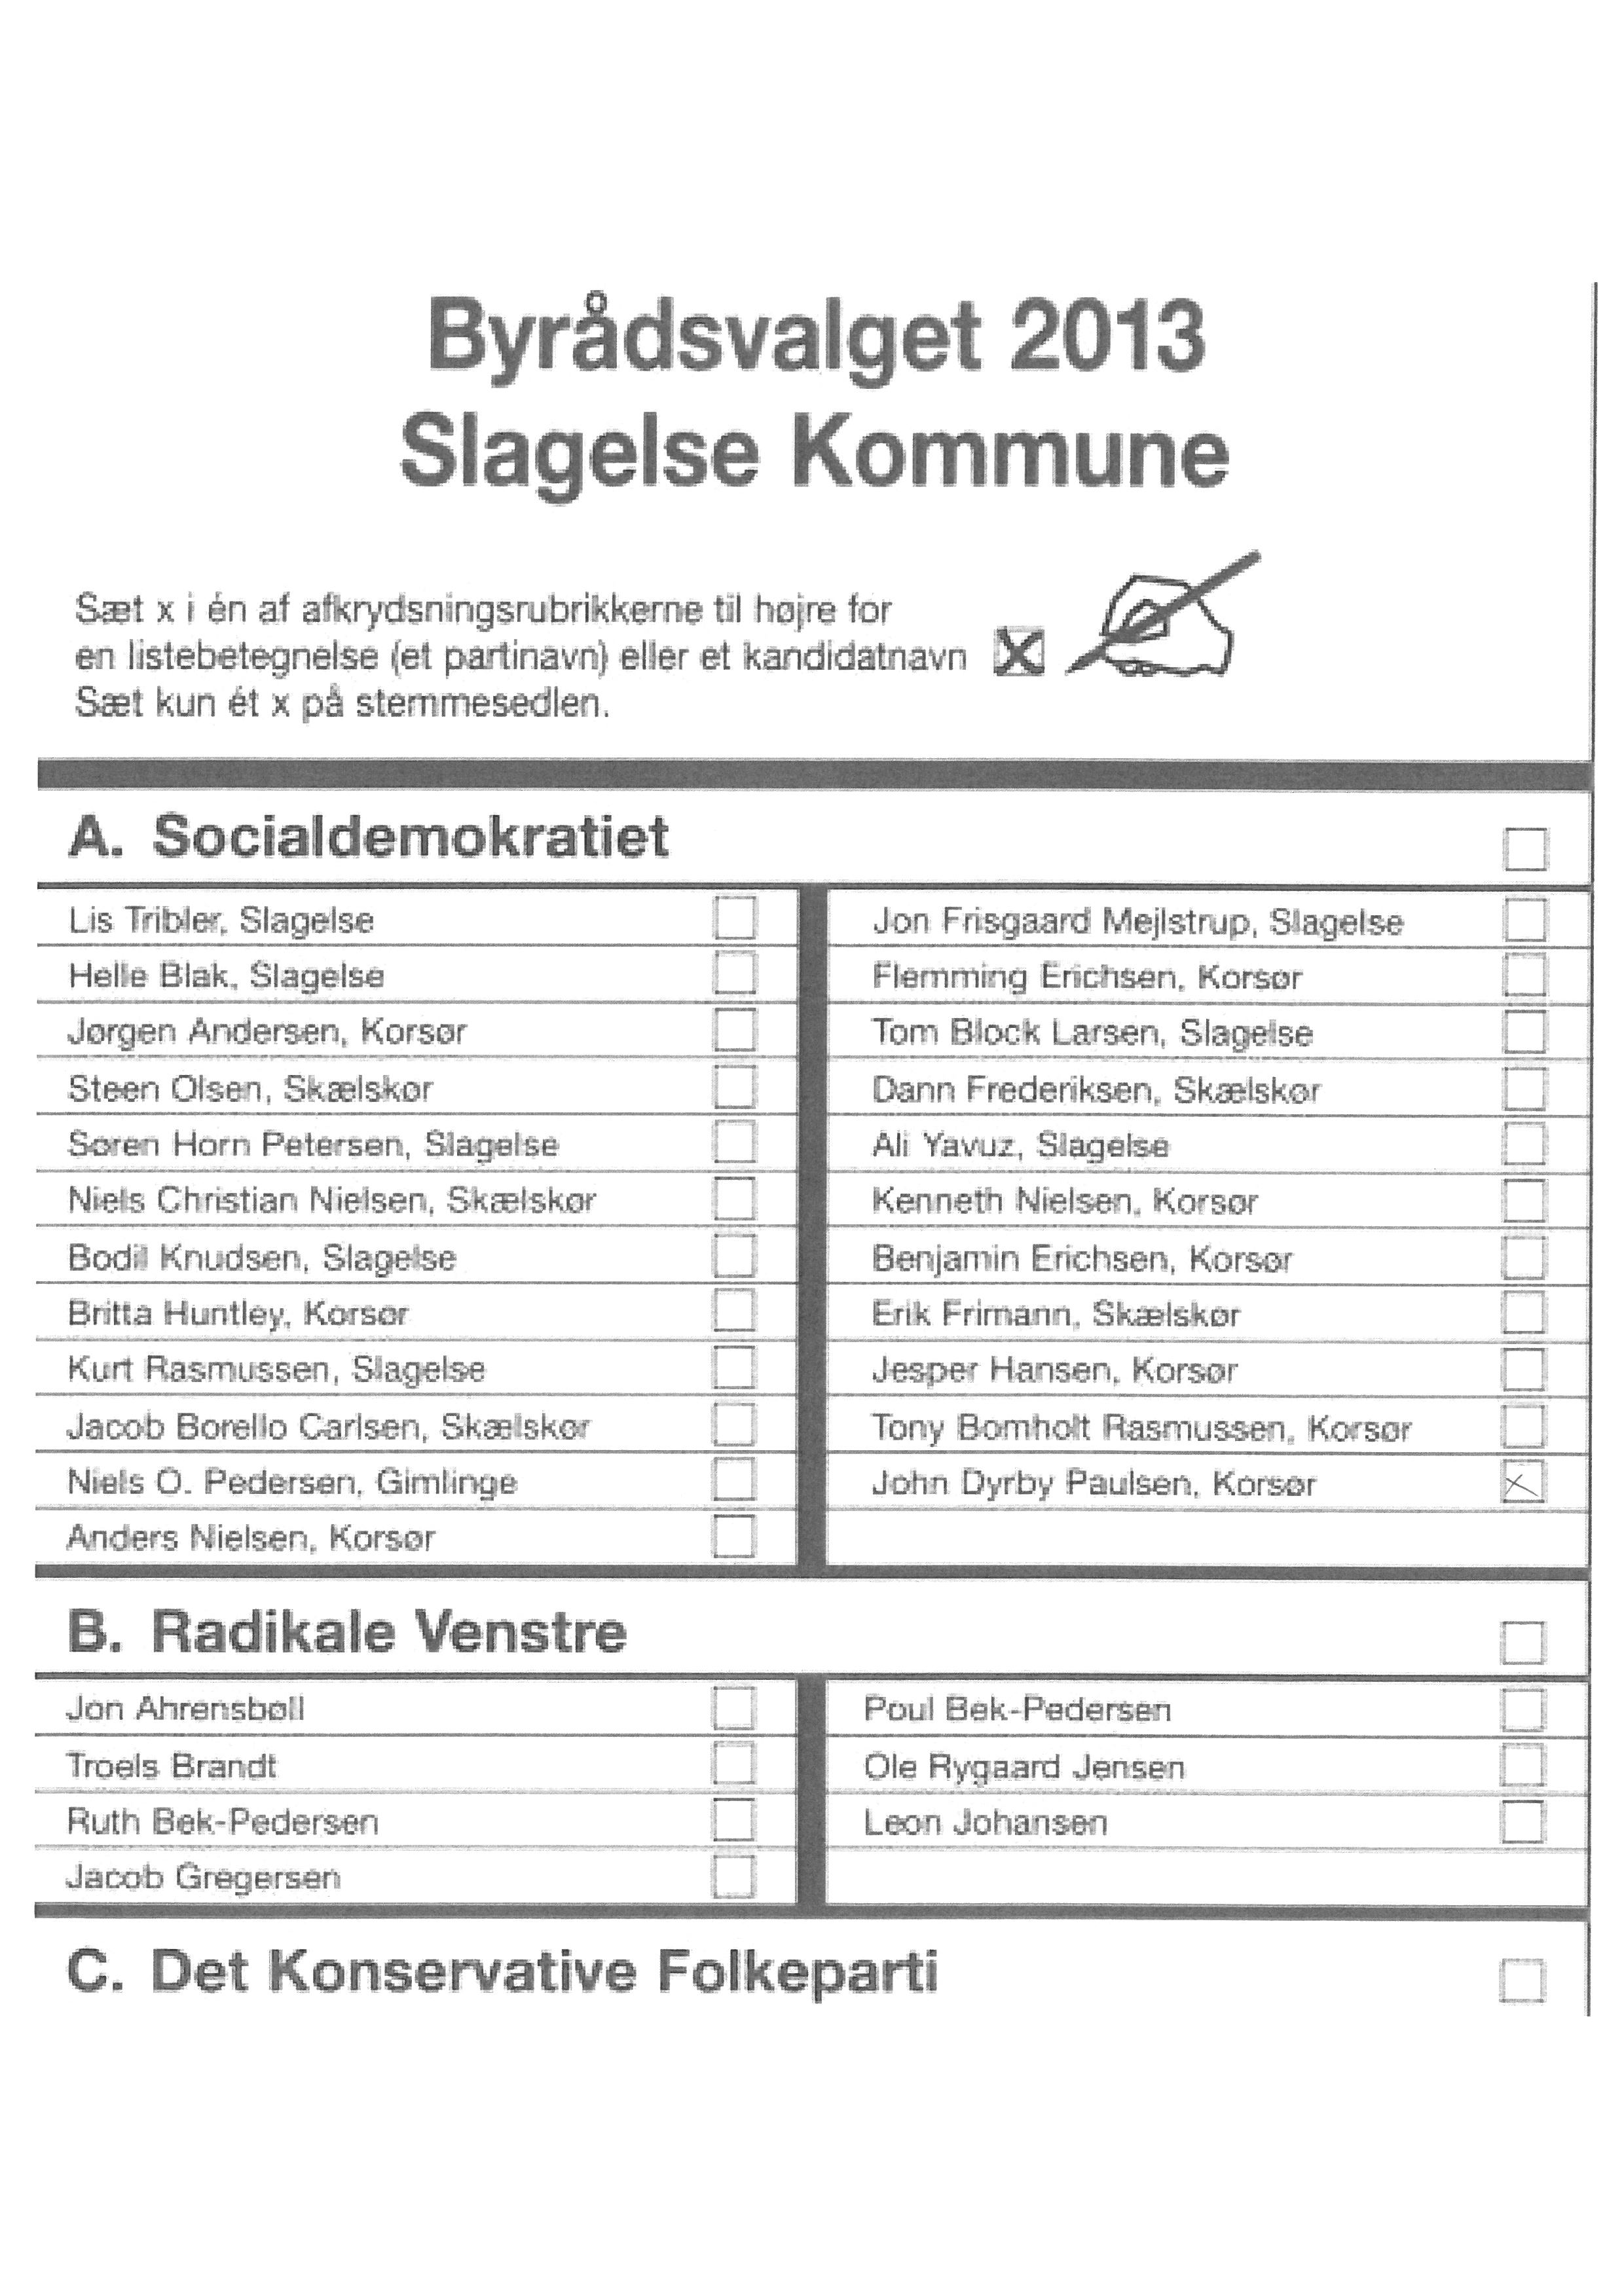 Byrådsvalget 2013
Slagelse Kommune
Sæt x i én af afkrydsningsrubrikkerne til højre for
en listebetegnelse (et partinavn) eller et kandidatnavn
Sæt kun ét x på stemmesedlen.
A. Socialdemokratiet
Lis Tribler, Slagelse
Helle Blak, Slagelse
Jørgen Andersen, Korsør
Steen Olsen, Skælskør
Søren Horn Petersen, Slagelse
Niels Christian Nielsen, Skælskør
Bodil Knudsen, Slagelse
Britta Huntley, Korsør
Kurt Rasmussen, Slagelse
Jacob Borello Carlsen, Skælskør
Niels O. Pedersen, Gimlinge
Anders Nielsen, Korsør
Jon Frisgaard Mejlstrup, Slagelse
Flemming Erichsen, Korsør
Tom Block Larsen, Slagelse
Dann Frederiksen, Skælskør
Ali Yavuz, Slagelse
Kenneth Nielsen, Korsør
Benjamin Erichsen, Korsør
Erik Frimann, Skælskør
Jesper Hansen, Korsør
Tony Bomholt Rasmussen, Korsør
John Dyrby Paulsen, Korsør
B. Radikale Venstre
Jon Ahrensbøll
Troels Brandt
Ruth Bek-Pedersen
Jacob Gregersen
Poul Bek-Pedersen
Ole Rygaard Jensen
Leon Johansen
C. Det Konservative Folkeparti